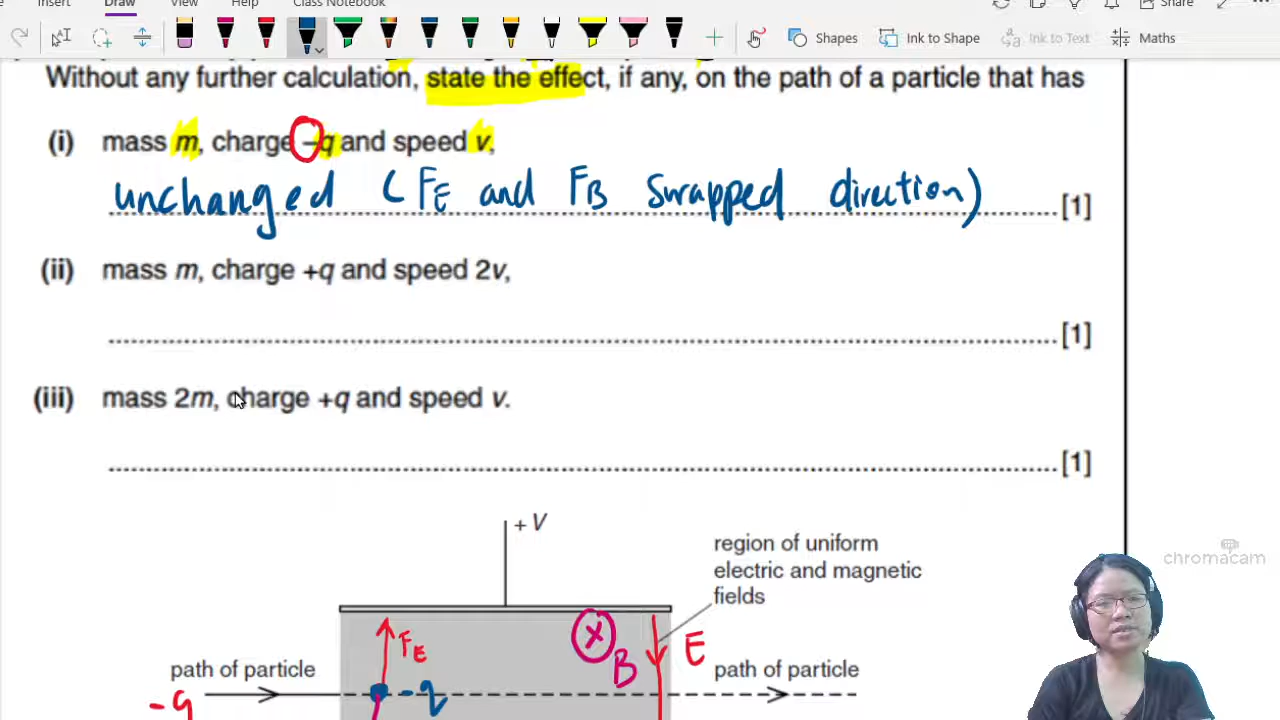 Insert Draw View Help Class Notebook Share
Shapes Ink to Shape Ink to Text Maths
Without any further calculation, state the effect, if any, on the path of a particle that has
(i) mass m, charge –q and speed v,
unchanged (FE and FB swapped direction) [1]
(ii) mass m, charge +q and speed 2v,
[1]
(iii) mass 2m, charge +q and speed v.
[1]
+ V
region of uniform
electric and magnetic
fields
chromacam
FE
X
B
E
path of particle
path of particle
-q
-q